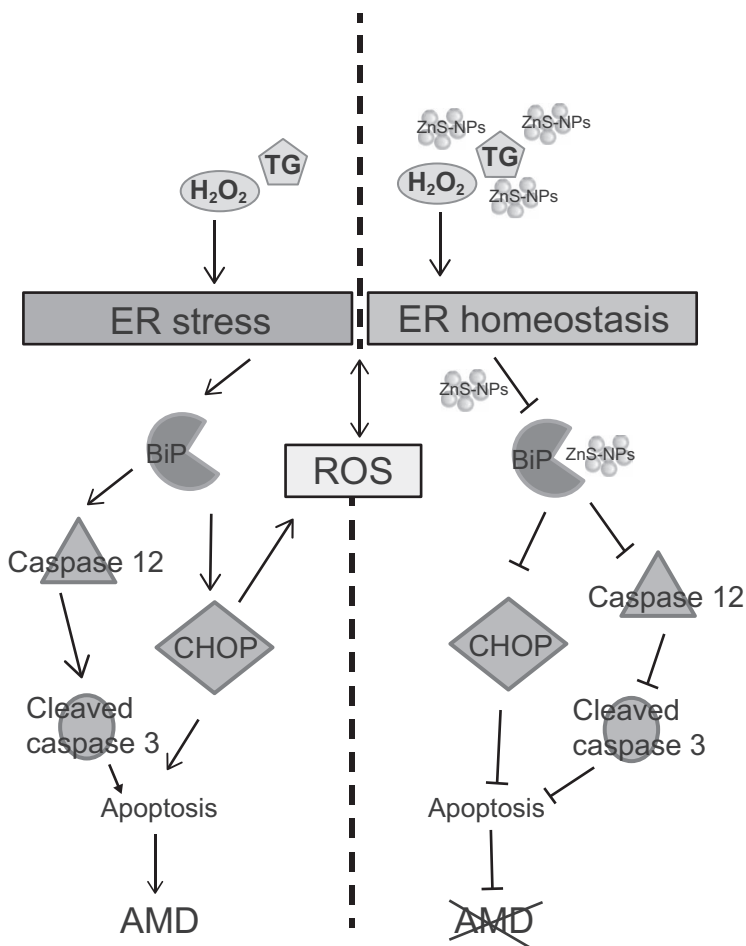 TG
H₂O₂
ER stress
BiP
Caspase 12
CHOP
Cleaved
caspase 3
Apoptosis
AMD
ROS
ZnS-NPs
ZnS-NPs
TG
H₂O₂
ZnS-NPs
ER homeostasis
ZnS-NPs
BiP
ZnS-NPs
Caspase 12
CHOP
Cleaved
caspase 3
Apoptosis
AMD